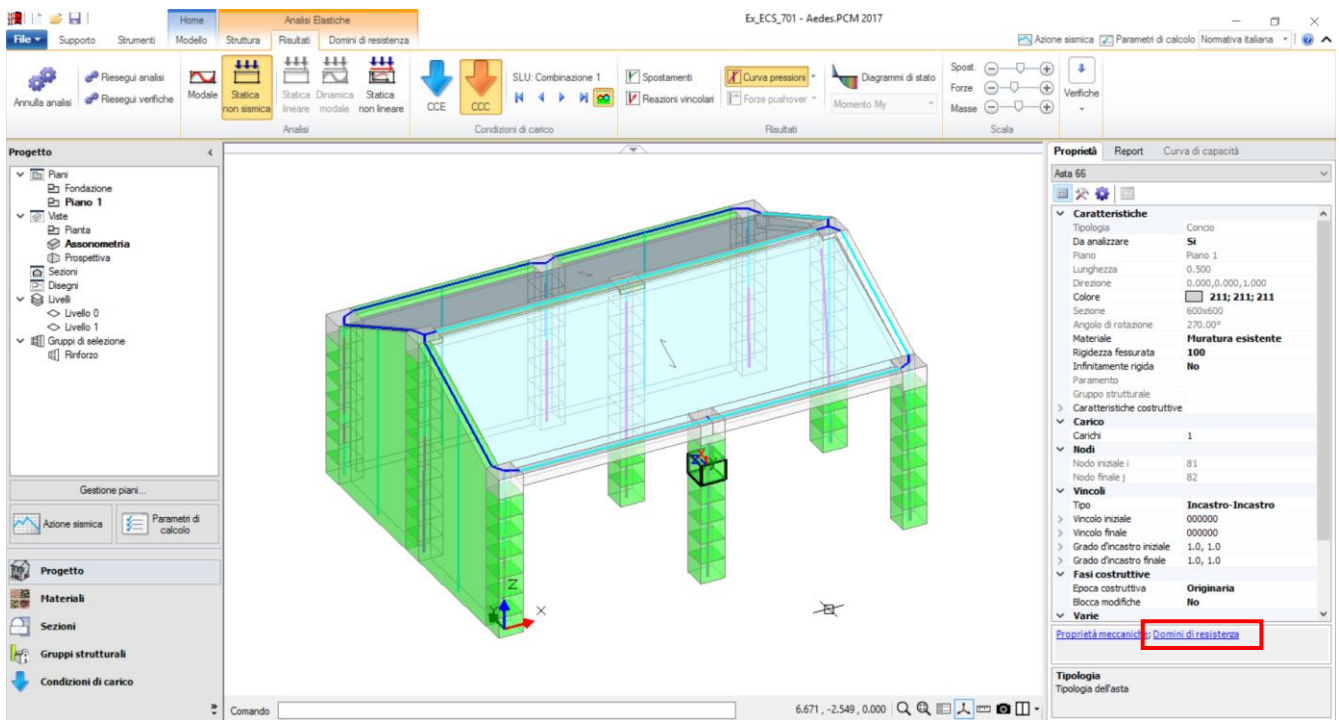 Ex_ECS_701 - Aedes.PCM 2017
Home
Analisi Elastiche
File
Supporto
Strumenti
Modello
Struttura
Risultati
Domini di resistenza
Azione sismica
Parametri di calcolo
Normativa italiana
Annulla analisi
Riesegui analisi
Riesegui verifiche
Modale
Statica non sismica
Statica lineare
Dinamica modale
Statica non lineare
Analisi
CCE
CCC
SLU: Combinazione 1
Condizioni di carico
Spostamenti
Reazioni vincolari
Curva pressioni
Forze pushover
Diagrammi di stato
Momento My
Risultati
Spost.
Forze
Masse
Scala
Verifiche
Progetto
Piani
Fondazione
Piano 1
Viste
Pianta
Assonometria
Prospettiva
Sezioni
Disegni
Livelli
Livello 0
Livello 1
Gruppi di selezione
Rinforzo
Gestione piani...
Azione sismica
Parametri di
calcolo
Progetto
Materiali
Sezioni
Gruppi strutturali
Condizioni di carico
Z
X
Y
Comando
6.671 , -2.549 , 0.000
Proprietà
Report
Curva di capacità
Asta 66
Caratteristiche
Tipologia Concio
Da analizzare Sì
Piano Piano 1
Lunghezza 0.500
Direzione 0.000,0.000,1.000
Colore 211; 211; 211
Sezione 600x600
Angolo di rotazione 270.00°
Materiale Muratura esistente
Rigidezza fessurata 100
Infinitamente rigida No
Paramento
Gruppo strutturale
Caratteristiche costruttive
Carico
Carichi 1
Nodi
Nodo iniziale i 81
Nodo finale j 82
Vincoli
Tipo Incastro-Incastro
Vincolo iniziale 000000
Vincolo finale 000000
Grado d'incastro iniziale 1.0, 1.0
Grado d'incastro finale 1.0, 1.0
Fasi costruttive
Epoca costruttiva Originaria
Blocca modifiche No
Varie
Proprietà meccaniche; Domini di resistenza
Tipologia
Tipologia dell'asta